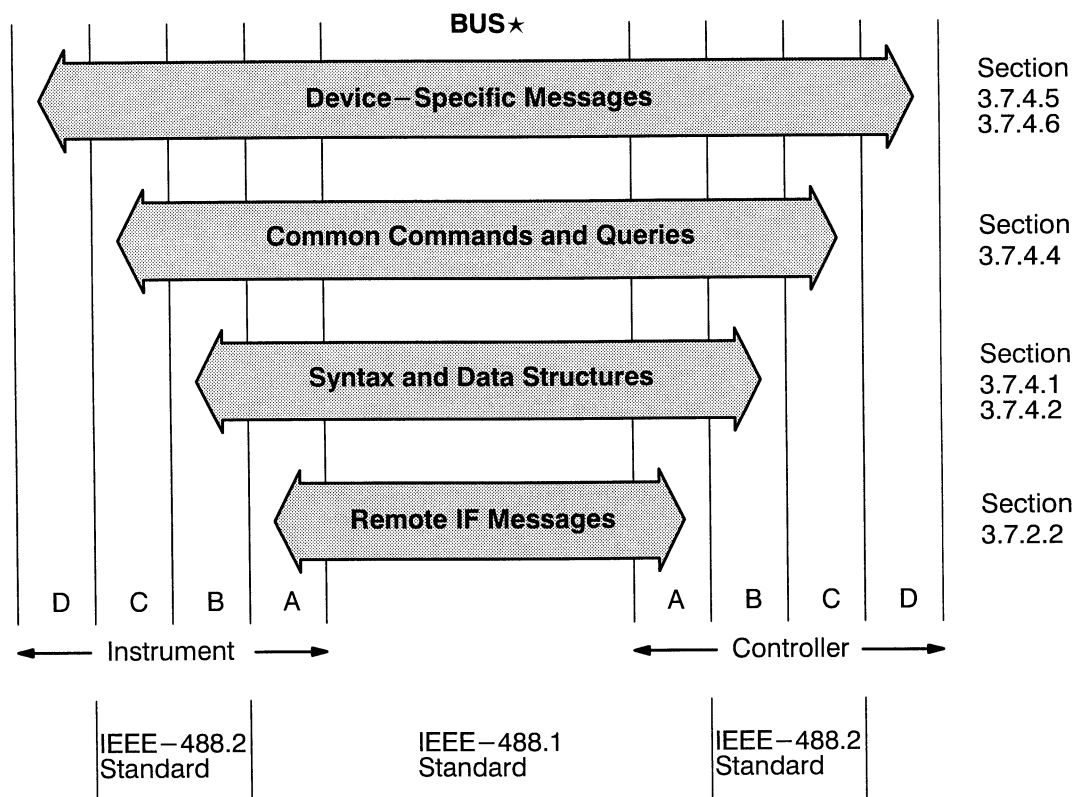 BUS★
Device–Specific Messages
Section
3.7.4.5
3.7.4.6
Common Commands and Queries
Section
3.7.4.4
Syntax and Data Structures
Section
3.7.4.1
3.7.4.2
Remote IF Messages
Section
3.7.2.2
D C B A A B C D
Instrument Controller
IEEE–488.2
Standard
IEEE–488.1
Standard
IEEE–488.2
Standard